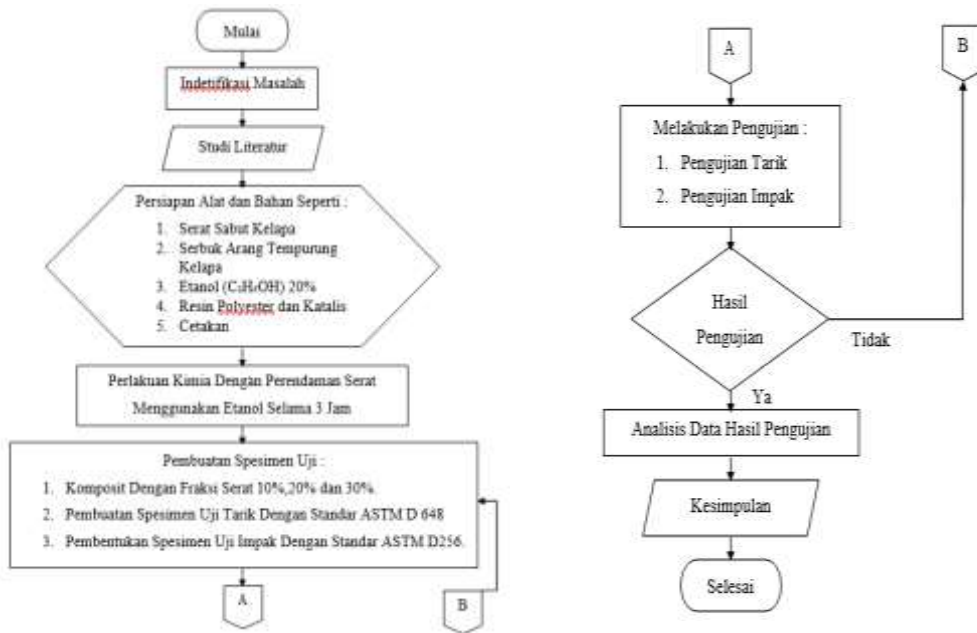 Mulai
Indetifikasi Masalah
Studi Literatur
Persiapan Alat dan Bahan Seperti :
1. Serat Sabut Kelapa
2. Serbuk Arang Tempurung
Kelapa
3. Etanol (C₂H₅OH) 20%
4. Resin Polyester dan Katalis
5. Cetakan
Perlakuan Kimia Dengan Perendaman Serat
Menggunakan Etanol Selama 3 Jam
Pembuatan Spesimen Uji :
1. Komposit Dengan Fraksi Serat 10%,20% dan 30%.
2. Pembuatan Spesimen Uji Tarik Dengan Standar ASTM D 648
3. Pembentukan Spesimen Uji Impak Dengan Standar ASTM D256.
A
B
A
B
Melakukan Pengujian :
1. Pengujian Tarik
2. Pengujian Impak
Hasil
Pengujian
Tidak
Ya
Analisis Data Hasil Pengujian
Kesimpulan
Selesai